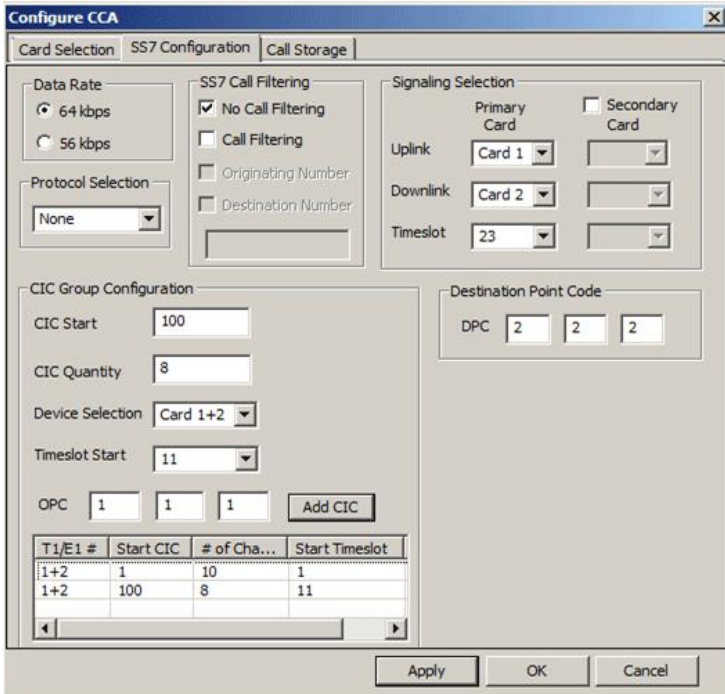 Configure CCA
Card Selection SS7 Configuration Call Storage
Data Rate
64 kbps
56 kbps
Protocol Selection
None
SS7 Call Filtering
No Call Filtering
Call Filtering
Originating Number
Destination Number
Signaling Selection
Primary Card
Secondary Card
Uplink Card 1
Downlink Card 2
Timeslot 23
CIC Group Configuration
CIC Start 100
CIC Quantity 8
Device Selection Card 1+2
Timeslot Start 11
OPC 1 1 1 Add CIC
T1/E1 # Start CIC # of Cha... Start Timeslot
1+2 1 10 1
1+2 100 8 11
Destination Point Code
DPC 2 2 2
Apply OK Cancel